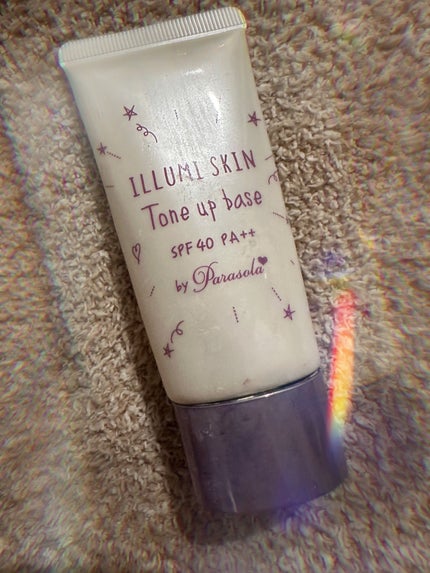 ILLUMI SKIN
Tone up base
SPF 40 PA++
by Parasola